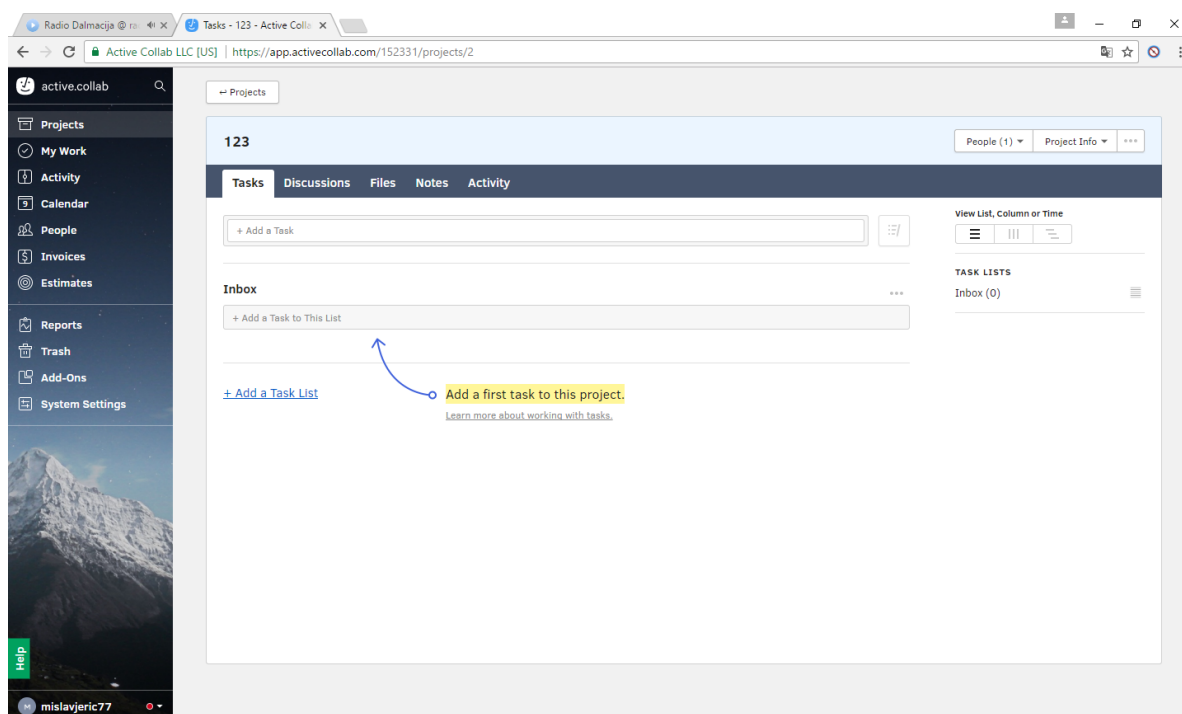 Radio Dalmacija @ ra
Tasks - 123 - Active Colla
Active Collab LLC [US] | https://app.activecollab.com/152331/projects/2
active.collab
Projects
My Work
Activity
9 Calendar
People
$ Invoices
Estimates
Reports
Trash
Add-Ons
System Settings
Help
M mislavjeric77
↩ Projects
123
People (1)
Project Info
Tasks Discussions Files Notes Activity
+ Add a Task
View List, Column or Time
TASK LISTS
Inbox (0)
Inbox
+ Add a Task to This List
+ Add a Task List
Add a first task to this project.
Learn more about working with tasks.